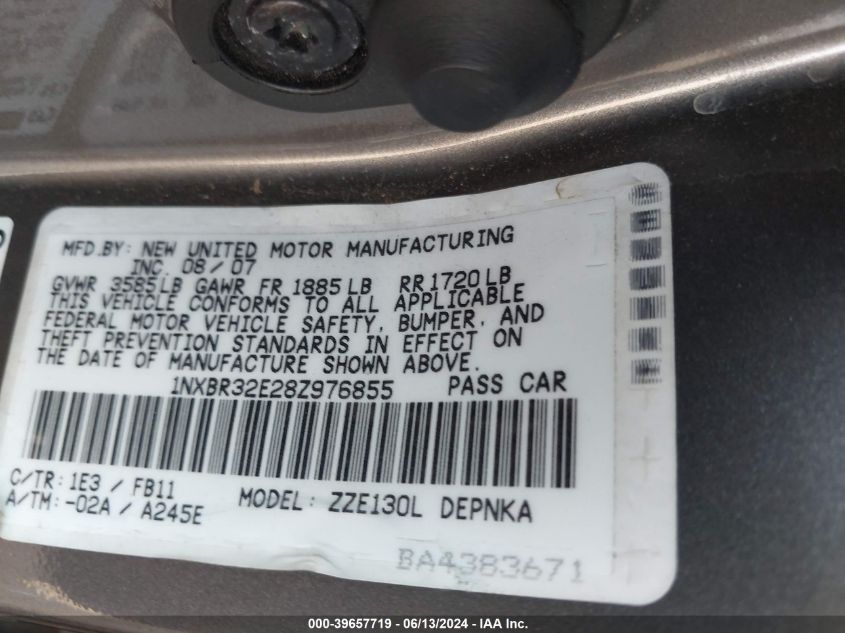 MFD.BY: NEW UNITED MOTOR MANUFACTURING
INC. 08/07
GVWR 3585LB GAWR FR 1885LB RR1720LB
THIS VEHICLE CONFORMS TO ALL APPLICABLE
FEDERAL MOTOR VEHICLE SAFETY, BUMPER, AND
THEFT PREVENTION STANDARDS IN EFFECT ON
THE DATE OF MANUFACTURE SHOWN ABOVE.
1NXBR32E28Z976855 PASS CAR
C/TR: 1E3 / FB11
A/TM: -02A / A245E
MODEL: ZZE130L DEPNKA
BA4383671
000-39657719 - 06/13/2024 - IAA Inc.